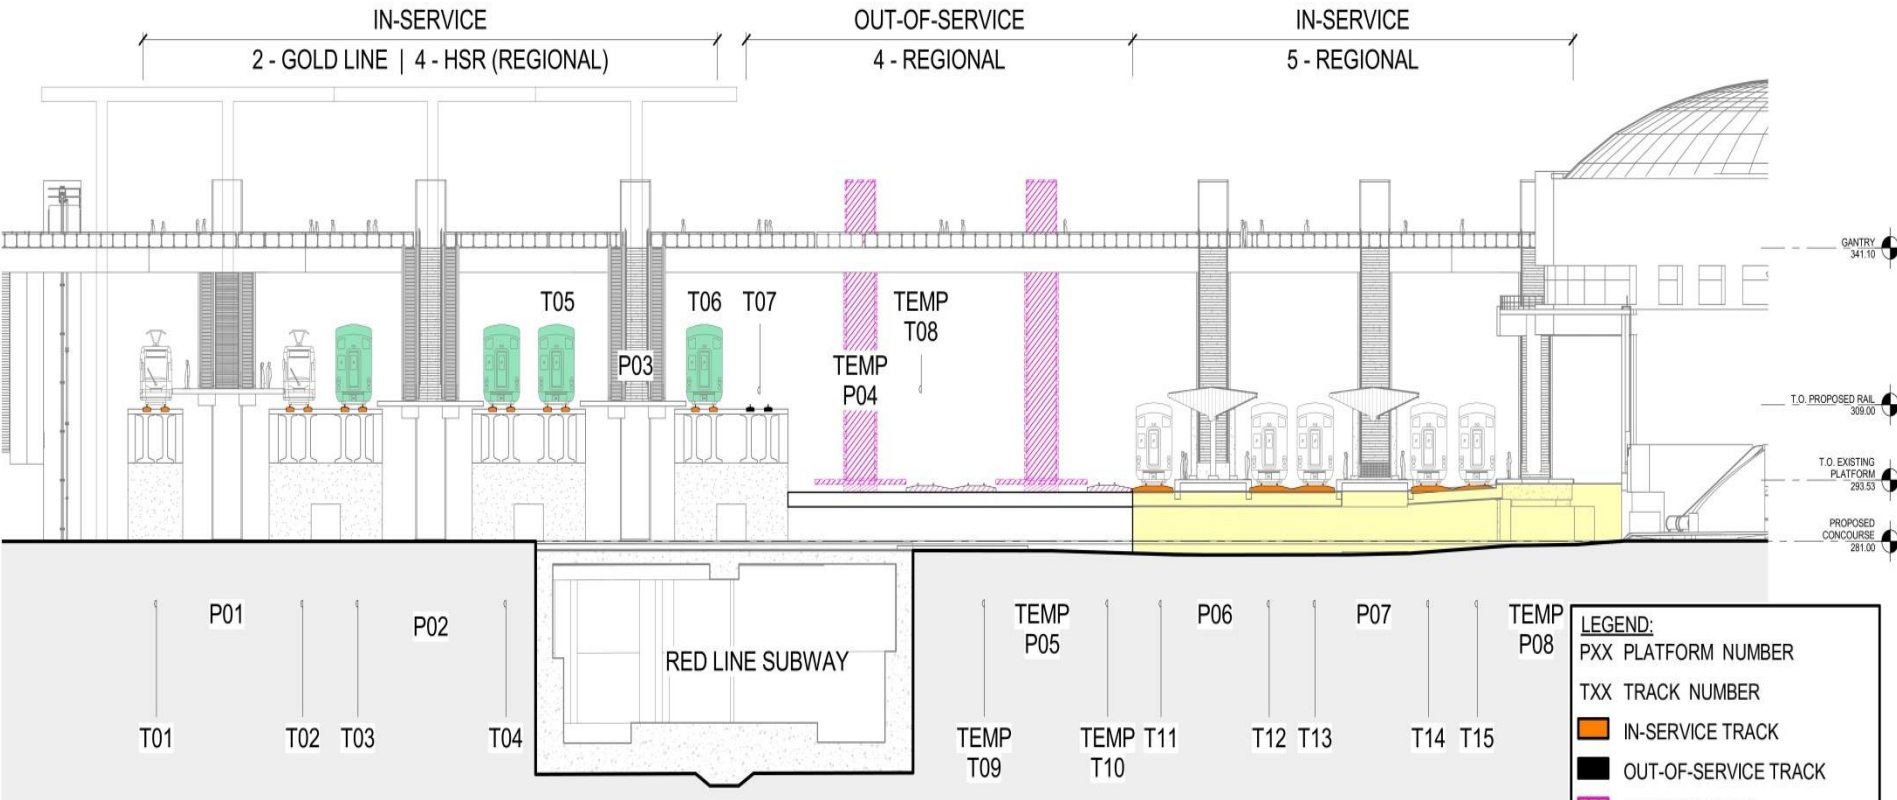 IN-SERVICE
OUT-OF-SERVICE
IN-SERVICE
2 - GOLD LINE | 4 - HSR (REGIONAL)
4 - REGIONAL
5 - REGIONAL
GANTRY
341.10
T05
T06
T07
TEMP
T08
P03
TEMP
P04
T.O. PROPOSED RAIL
309.00
T.O. EXISTING
PLATFORM
293.53
PROPOSED
CONCOURSE
281.00
P01
P02
RED LINE SUBWAY
TEMP
P05
P06
P07
TEMP
P08
T01
T02
T03
T04
TEMP
T09
TEMP
T10
T11
T12
T13
T14
T15
LEGEND:
PXX PLATFORM NUMBER
TXX TRACK NUMBER
IN-SERVICE TRACK
OUT-OF-SERVICE TRACK